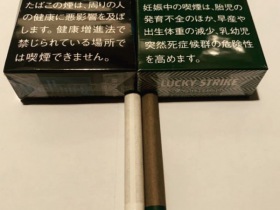 たばこの煙は、周りの人
の健康に悪影響を及ぼ
します。健康増進法で
禁じられている場所で
は喫煙できません。
妊娠中の喫煙は、胎児の
発育不全のほか、早産や
出生体重の減少、乳幼児
突然死症候群の危険性
を高めます。
LUCKY STRIKE